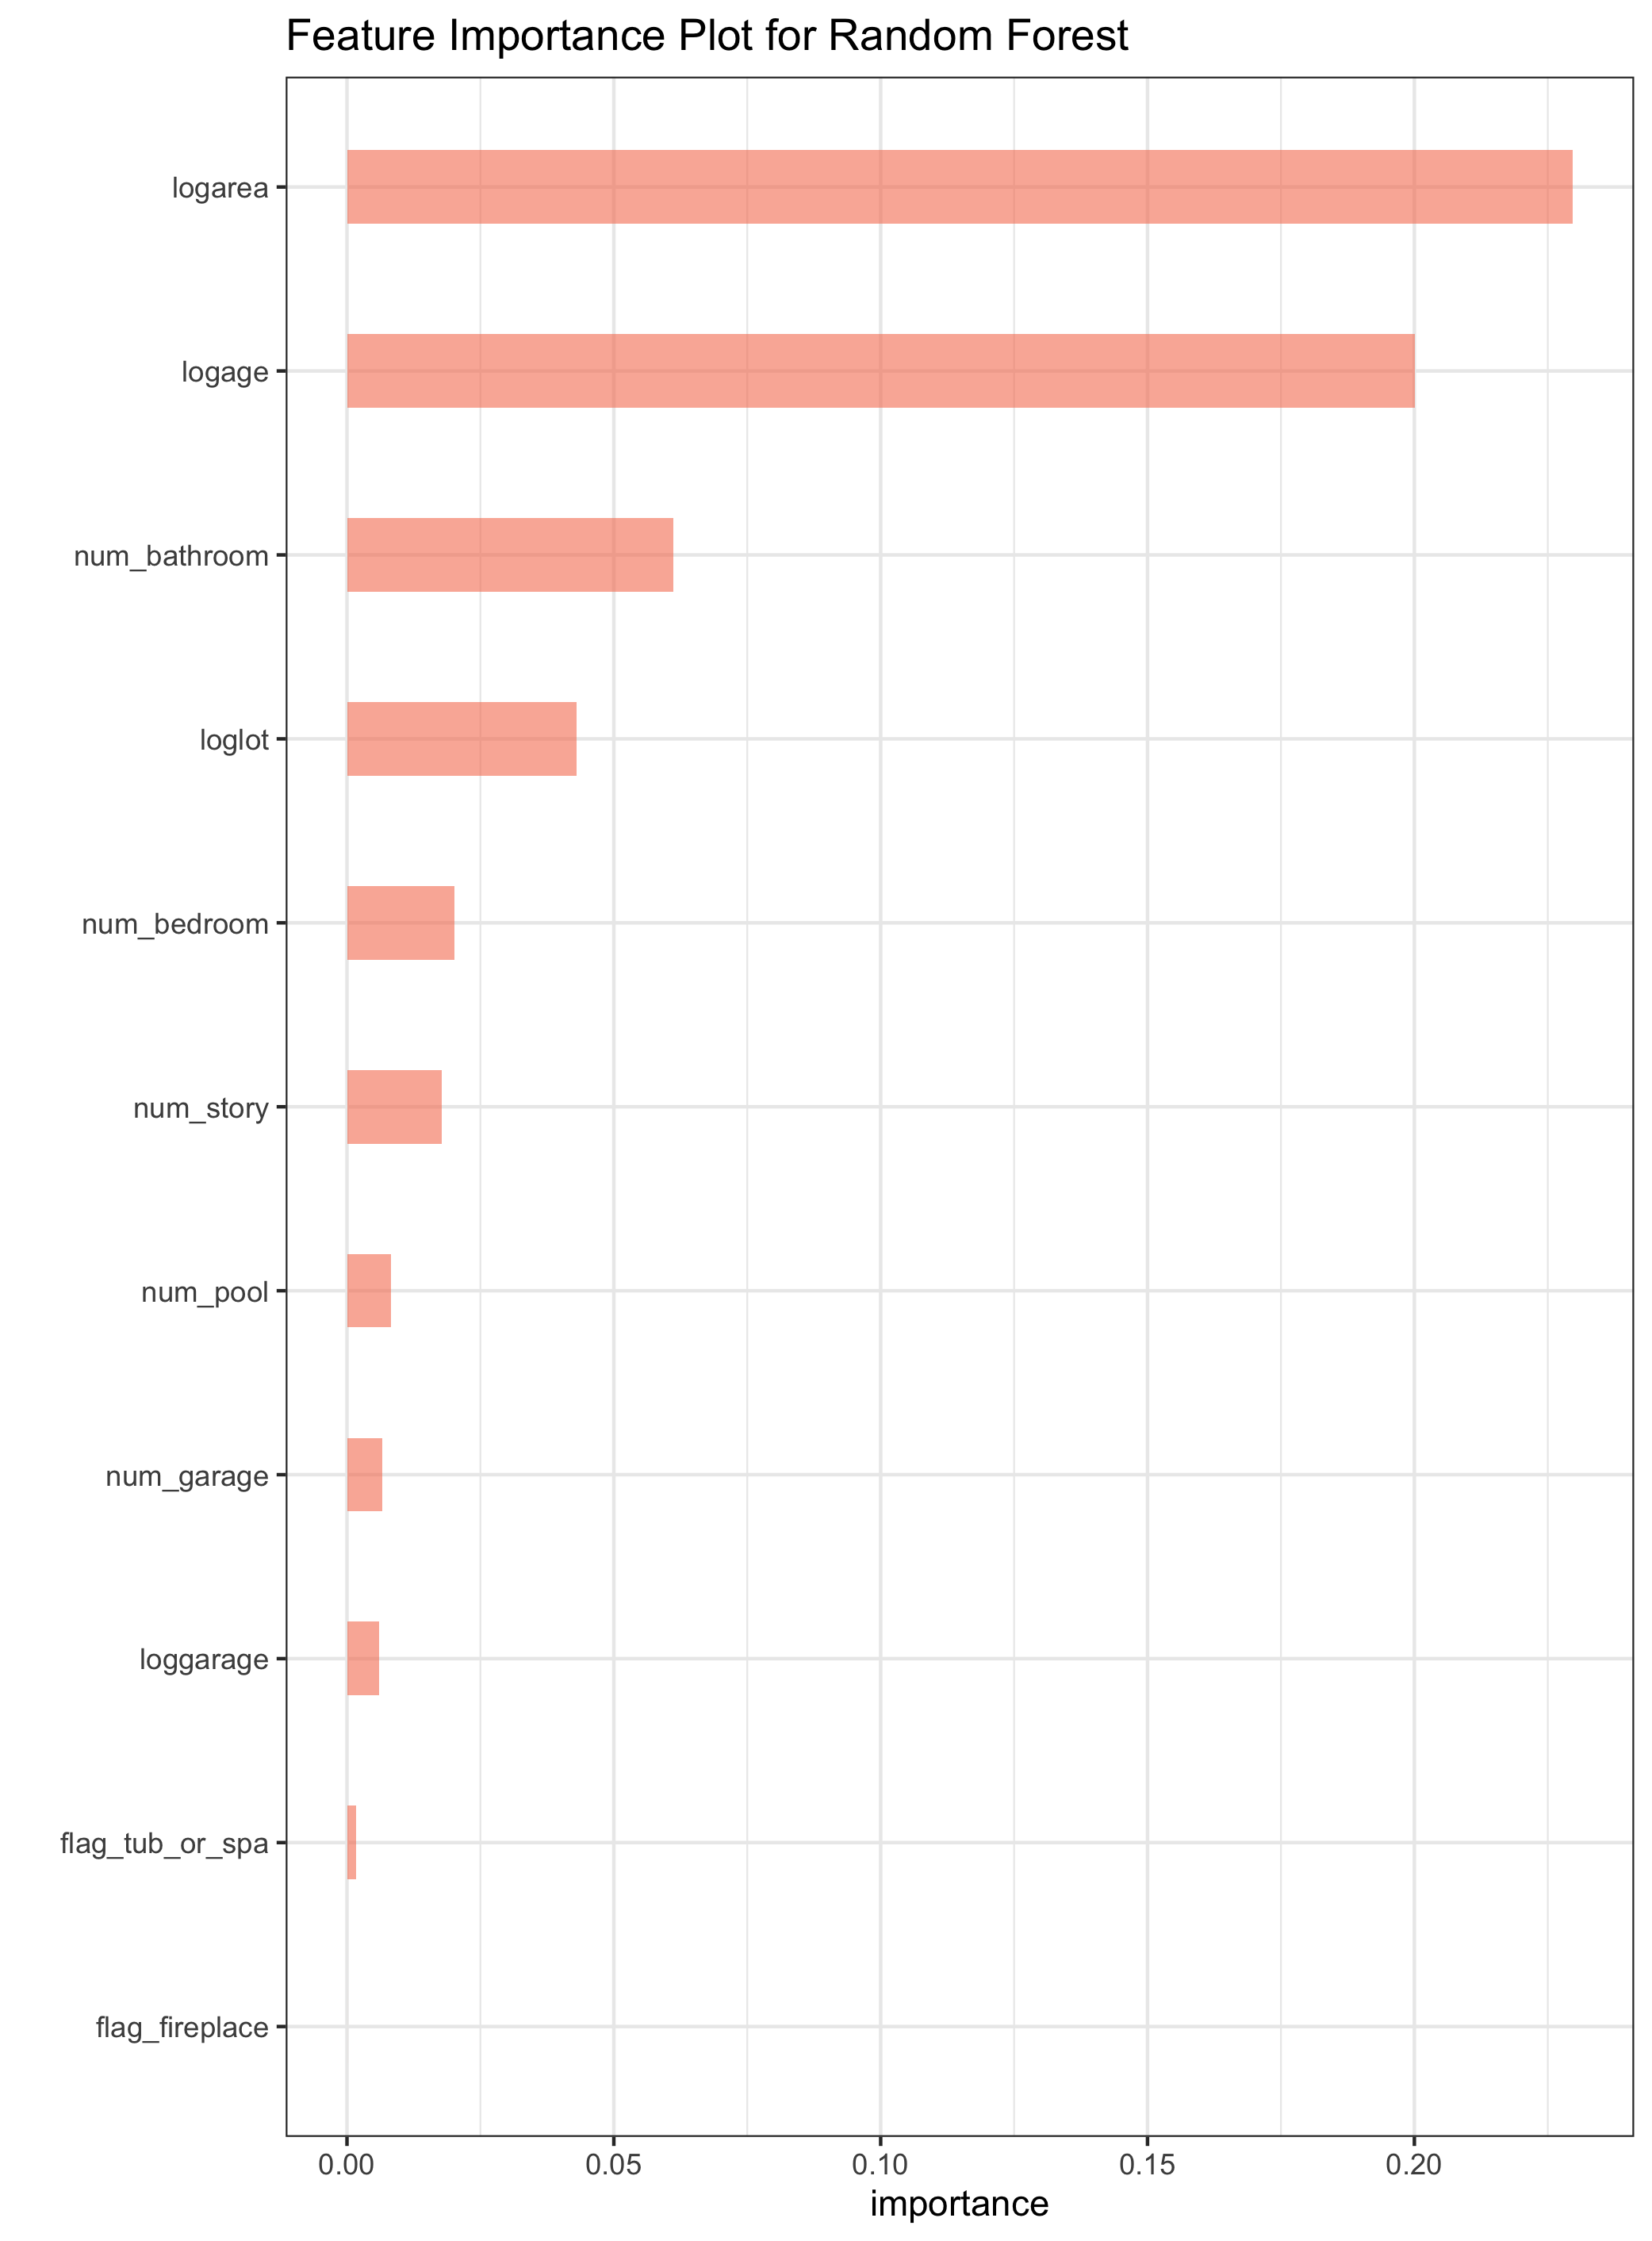 Feature Importance Plot for Random Forest
logarea
logage
num_bathroom
loglot
num_bedroom
num_story
num_pool
num_garage
loggarage
flag_tub_or_spa
flag_fireplace
0.00 0.05 0.10 0.15 0.20
importance